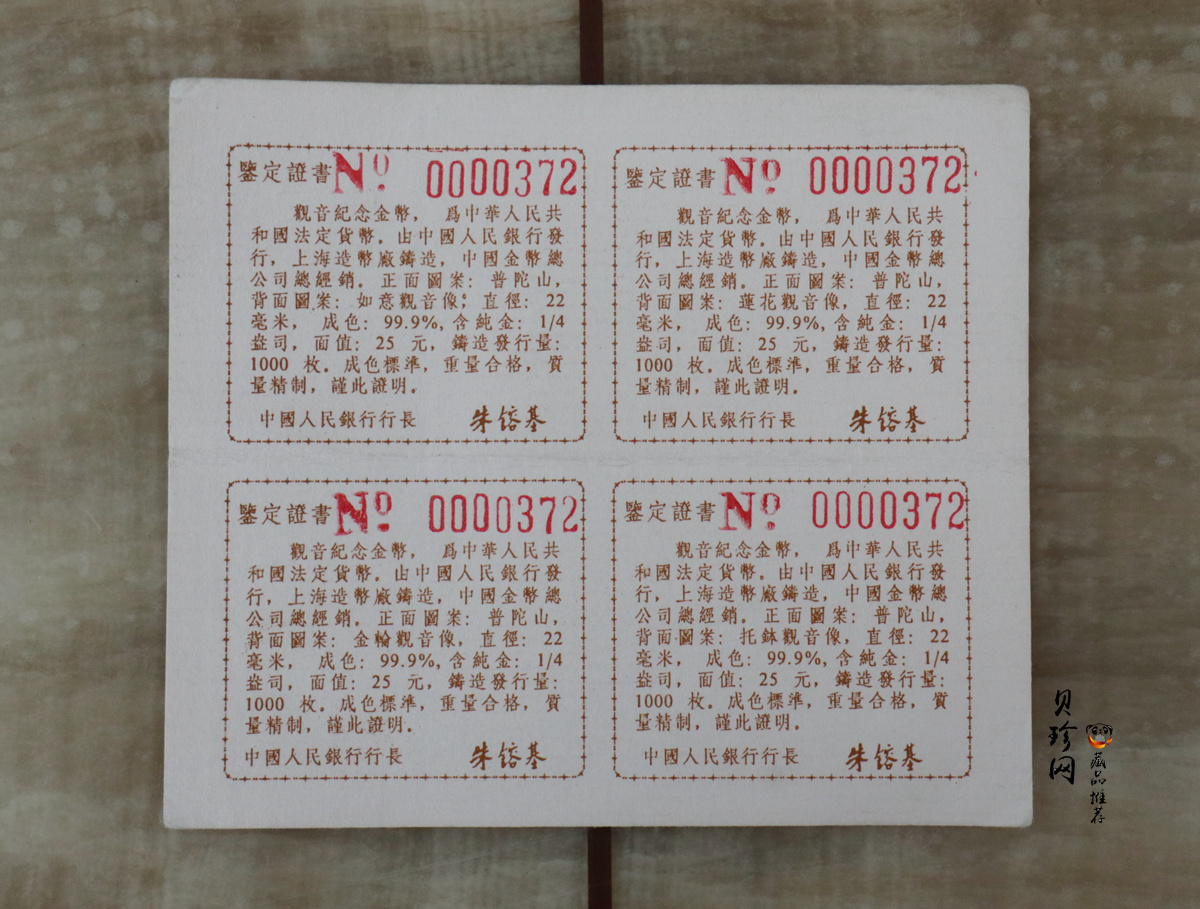 鑒定證書 No 0000372
觀音紀念金幣， 爲中華人民共
和國法定貨幣。由中國人民銀行發
行，上海造幣廠鑄造，中國金幣總
公司總經銷。正面圖案：普陀山，
背面圖案：如意觀音像；直徑：22
毫米， 成色：99.9%,含純金：1/4
盎司，面值：25 元，鑄造發行量：
1000 枚。成色標準，重量合格，質
量精制，謹此證明。
中國人民銀行行長 朱镕基
鑒定證書 No 0000372
觀音紀念金幣， 爲中華人民共
和國法定貨幣。由中國人民銀行發
行，上海造幣廠鑄造，中國金幣總
公司總經銷。正面圖案：普陀山，
背面圖案：蓮花觀音像，直徑：22
毫米， 成色：99.9%,含純金：1/4
盎司，面值：25 元，鑄造發行量：
1000 枚。成色標準，重量合格，質
量精制，謹此證明。
中國人民銀行行長 朱镕基
鑒定證書 No 0000372
觀音紀念金幣， 爲中華人民共
和國法定貨幣。由中國人民銀行發
行，上海造幣廠鑄造，中國金幣總
公司總經銷。正面圖案：普陀山，
背面圖案：金輪觀音像，直徑：22
毫米， 成色：99.9%,含純金：1/4
盎司，面值：25 元，鑄造發行量：
1000 枚。成色標準，重量合格，質
量精制，謹此證明。
中國人民銀行行長 朱镕基
鑒定證書 No 0000372
觀音紀念金幣， 爲中華人民共
和國法定貨幣。由中國人民銀行發
行，上海造幣廠鑄造，中國金幣總
公司總經銷。正面圖案：普陀山，
背面圖案：托鉢觀音像，直徑：22
毫米， 成色：99.9%,含純金：1/4
盎司，面值：25 元，鑄造發行量：
1000 枚。成色標準，重量合格，質
量精制，謹此證明。
中國人民銀行行長 朱镕基
贝珍网
藏品推荐